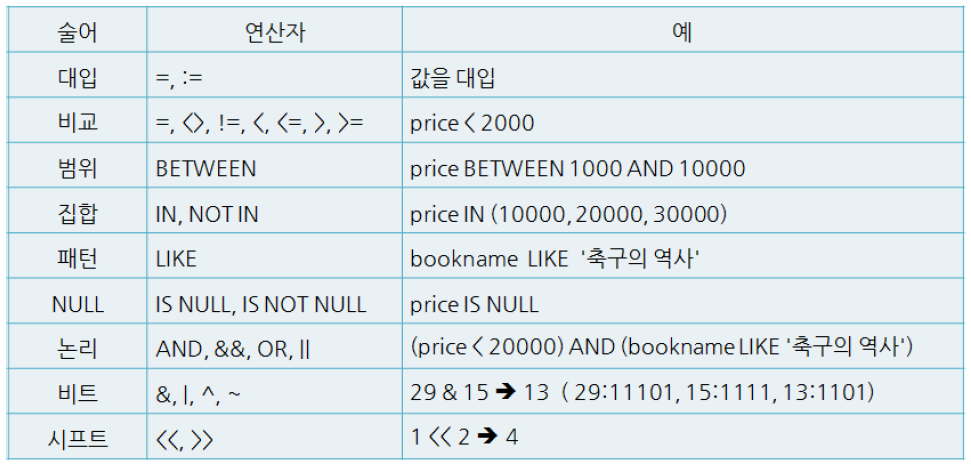 술어 연산자 예
대입 =, := 값을 대입
비교 =, <>, !=, <, <=, >, >= price < 2000
범위 BETWEEN price BETWEEN 1000 AND 10000
집합 IN, NOT IN price IN (10000, 20000, 30000)
패턴 LIKE bookname LIKE '축구의 역사'
NULL IS NULL, IS NOT NULL price IS NULL
논리 AND, &&, OR, || (price < 20000) AND (bookname LIKE '축구의 역사')
비트 &, |, ^, ~ 29 & 15 ➔ 13 ( 29:11101, 15:1111, 13:1101)
시프트 <<, >> 1 << 2 ➔ 4